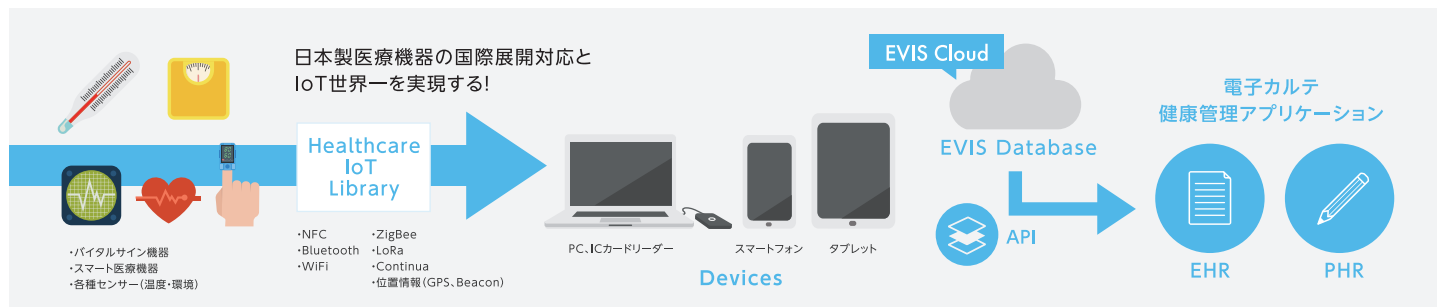 日本製医療機器の国際展開対応と
IoT世界一を実現する!
Healthcare
IoT
Library
・バイタルサイン機器
・スマート医療機器
・各種センサー(温度・環境)
・NFC
・Bluetooth
・WiFi
・ZigBee
・LoRa
・Continua
・位置情報(GPS、Beacon)
PC、ICカードリーダー
スマートフォン
タブレット
Devices
EVIS Cloud
EVIS Database
API
電子カルテ
健康管理アプリケーション
EHR
PHR